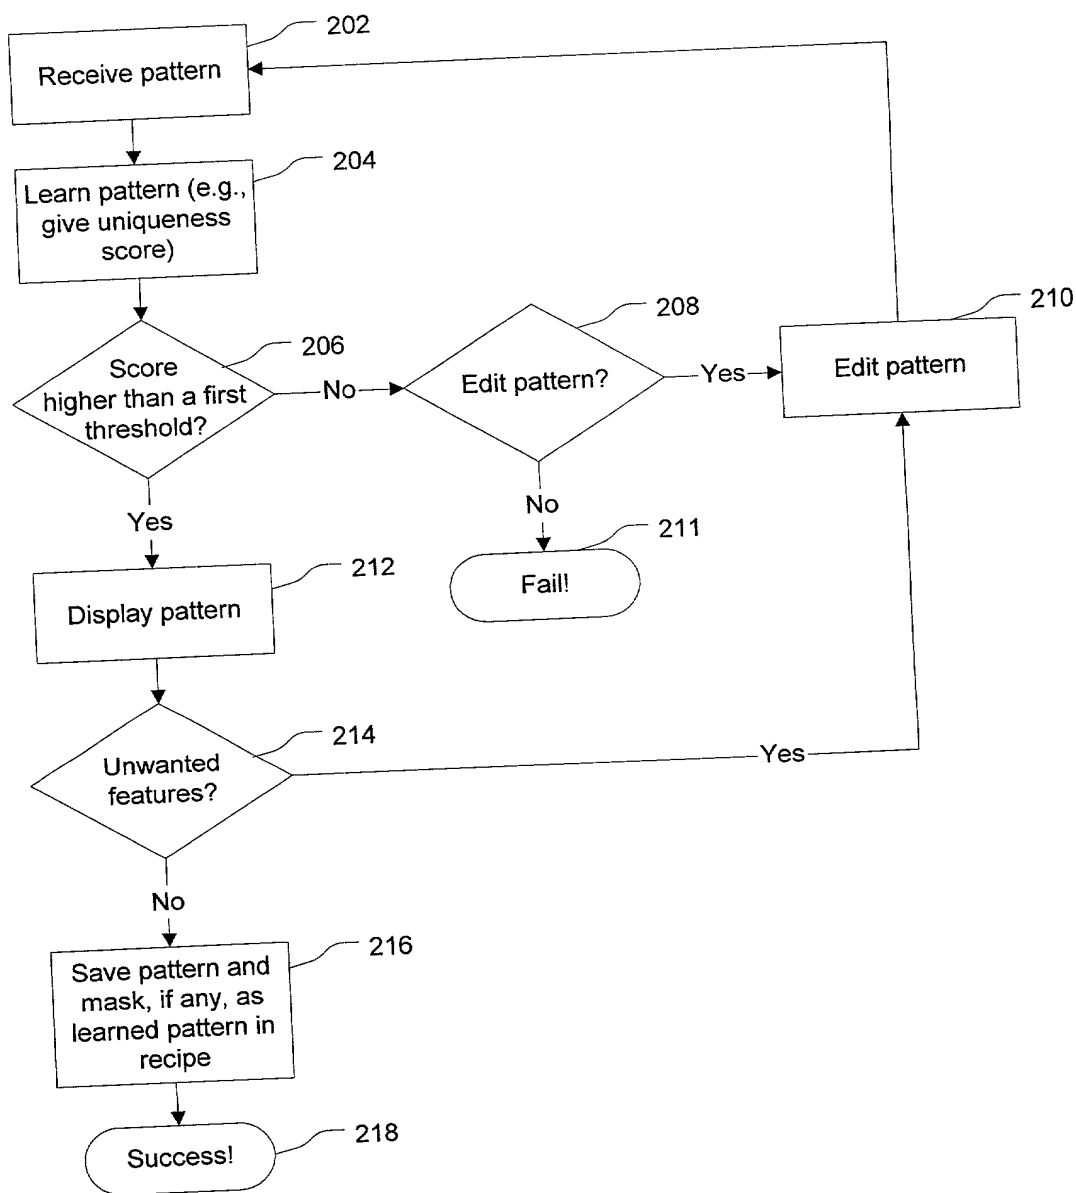 202
Receive pattern
204
Learn pattern (e.g.,
give uniqueness
score)
206
Score
higher than a first
threshold?
No
208
Edit pattern?
Yes
210
Edit pattern
No
211
Fail!
Yes
212
Display pattern
214
Unwanted
features?
Yes
No
216
Save pattern and
mask, if any, as
learned pattern in
recipe
218
Success!